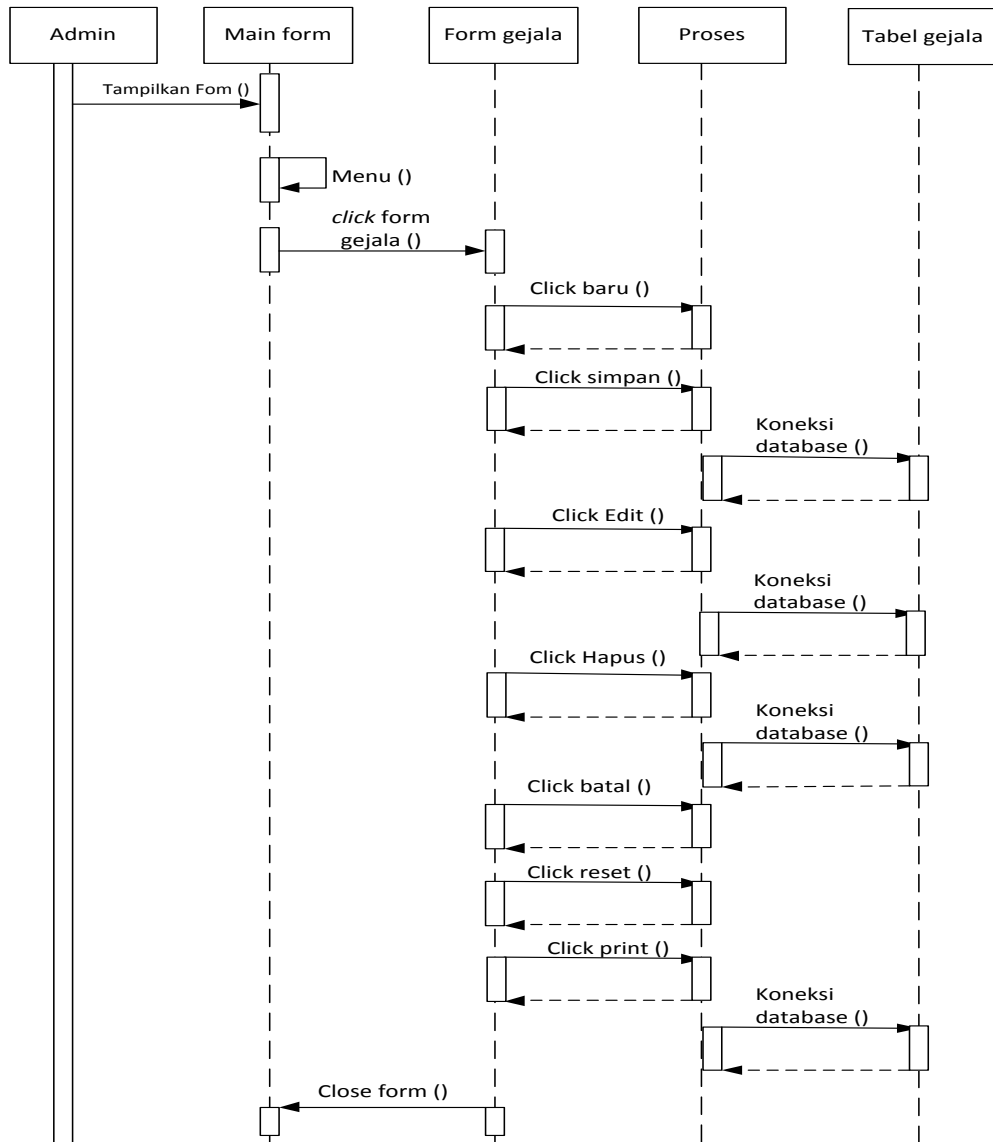 Admin
Main form
Form gejala
Proses
Tabel gejala
Tampilkan Fom ()
Menu ()
click form
gejala ()
Click baru ()
Click simpan ()
Koneksi
database ()
Click Edit ()
Koneksi
database ()
Click Hapus ()
Koneksi
database ()
Click batal ()
Click reset ()
Click print ()
Koneksi
database ()
Close form ()